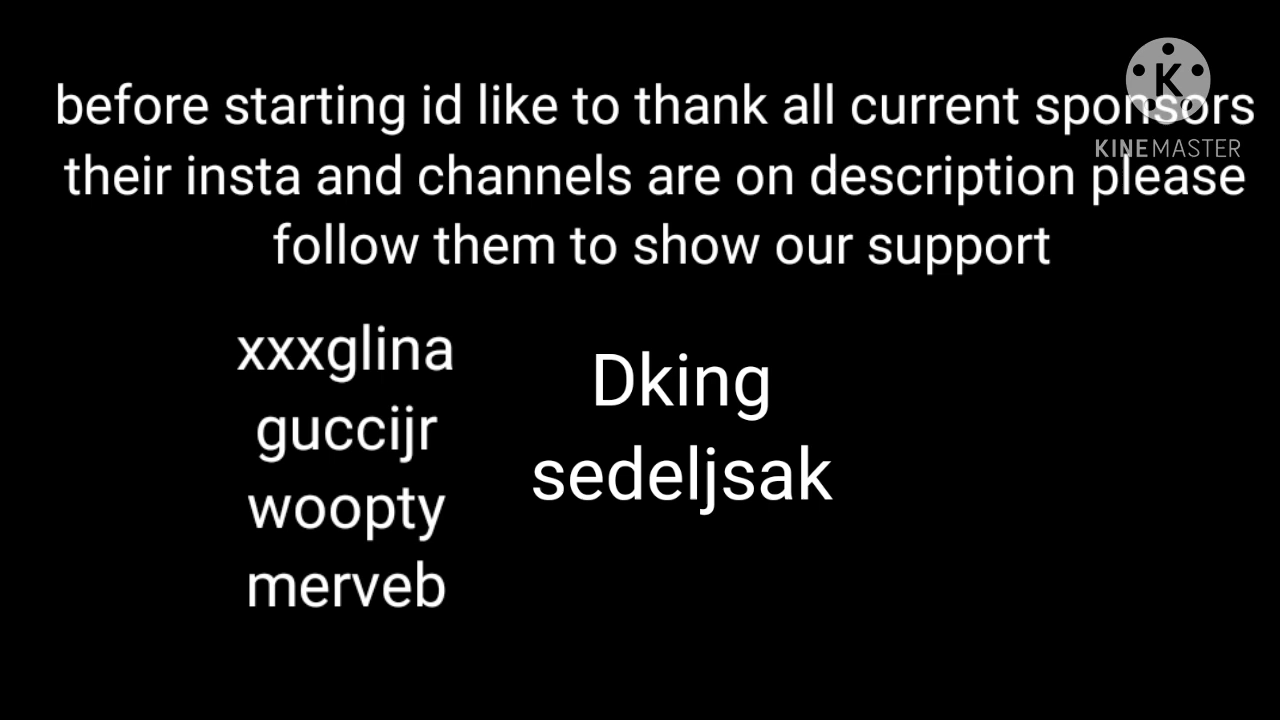 before starting id like to thank all current sponsors
their insta and channels are on description please
follow them to show our support
xxxglina
guccijr
woopty
merveb
Dking
sedeljsak
K
KINEMASTER